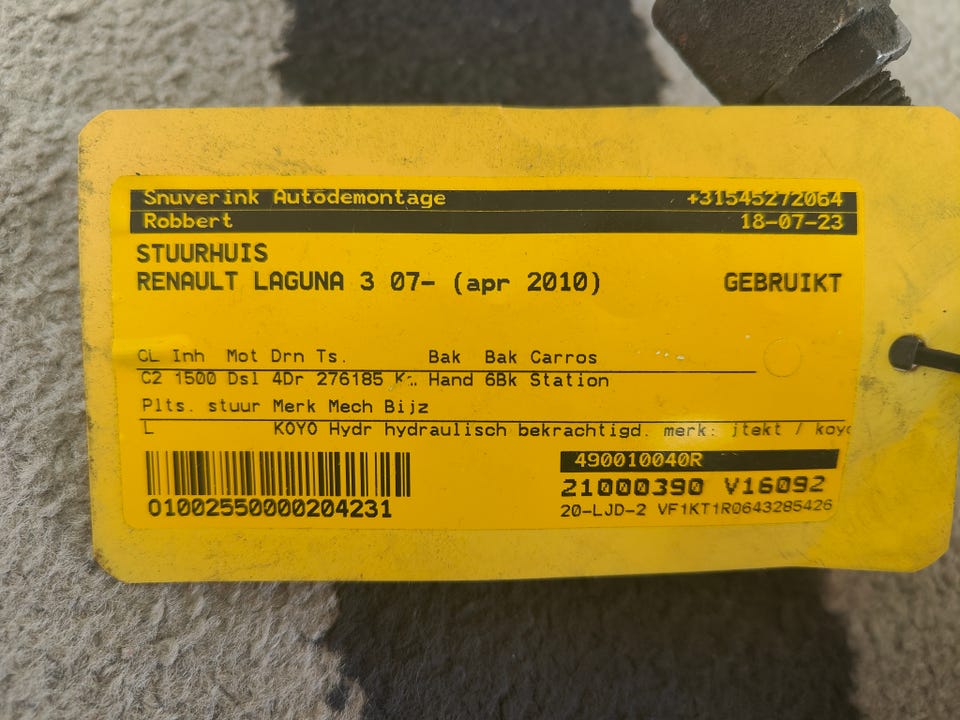 Snuverink Autodemontage +31545272064
Robbert 18-07-23
STUURHUIS
RENAULT LAGUNA 3 07- (apr 2010) GEBRUIKT
CL Inh Mot Drn Ts. Bak Bak Carros
C2 1500 Dsl 4Dr 276185 Hand 6Bk Station
Plts. stuur Merk Mech Bijz
L KOYO Hydr hydraulisch bekrachtigd. merk: jtekt / koyo
490010040R
21000390 V16092
O1002550000204231
20-LJD-2 VF1KT1R0643285426